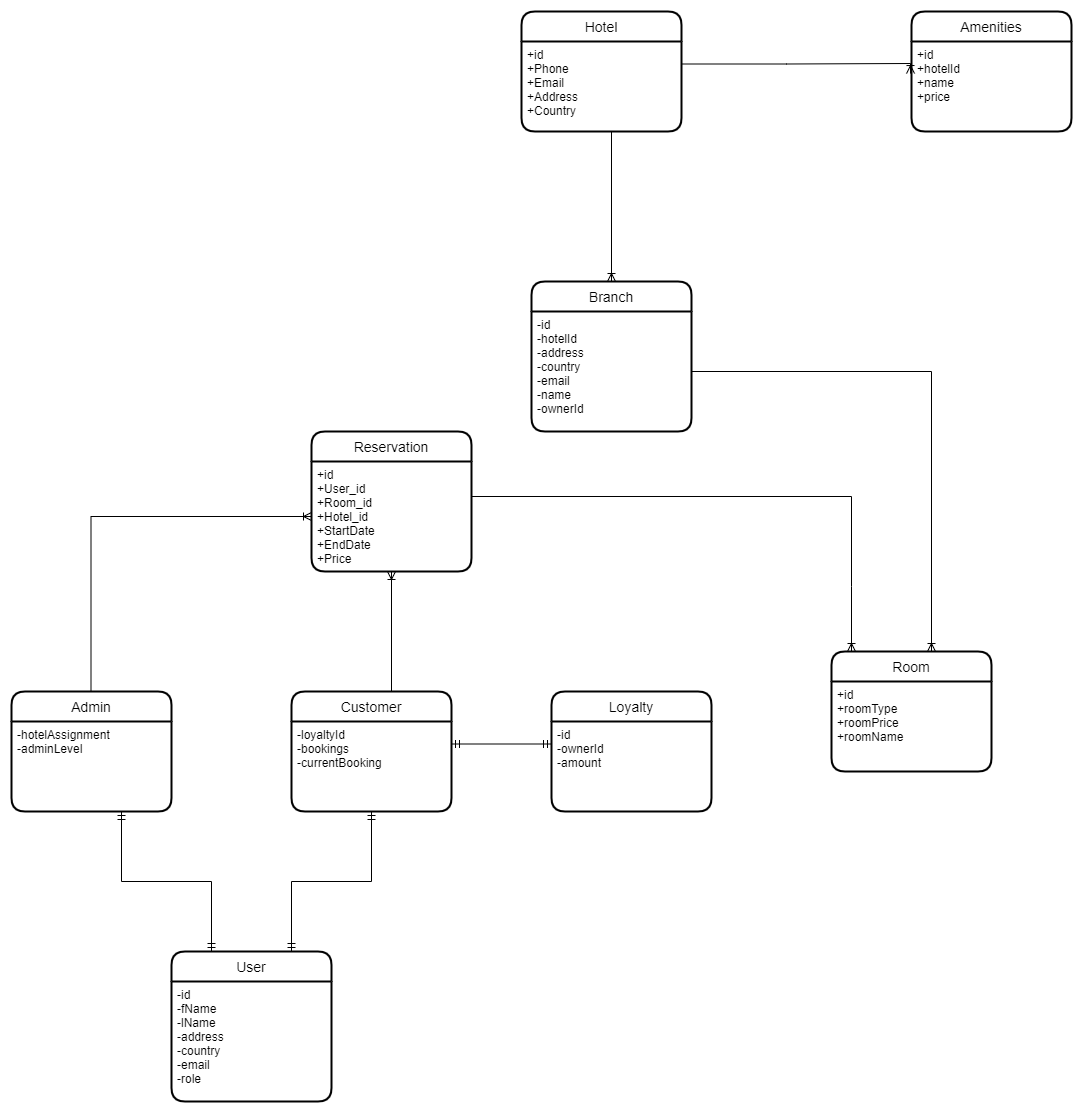 Hotel
+id
+Phone
+Email
+Address
+Country
Amenities
+id
+hotelId
+name
+price
Branch
-id
-hotelId
-address
-country
-email
-name
-ownerId
Reservation
+id
+User_id
+Room_id
+Hotel_id
+StartDate
+EndDate
+Price
Room
+id
+roomType
+roomPrice
+roomName
Admin
-hotelAssignment
-adminLevel
Customer
-loyaltyId
-bookings
-currentBooking
Loyalty
-id
-ownerId
-amount
User
-id
-fName
-lName
-address
-country
-email
-role